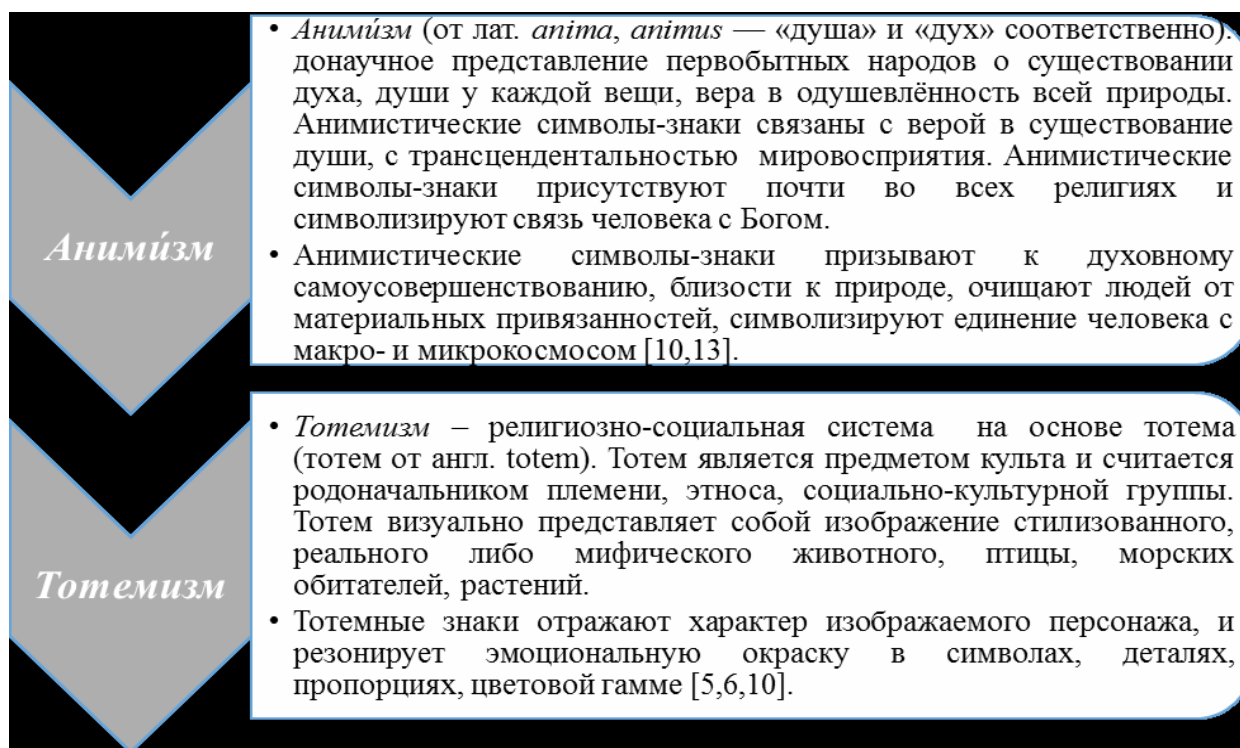 Аними́зм
• Аними́зм (от лат. anima, animus — «душа» и «дух» соответственно):
донаучное представление первобытных народов о существовании
духа, души у каждой вещи, вера в одушевлённость всей природы.
Анимистические символы-знаки связаны с верой в существование
души, с трансцендентальностью мировосприятия. Анимистические
символы-знаки присутствуют почти во всех религиях и
символизируют связь человека с Богом.
• Анимистические символы-знаки призывают к духовному
самоусовершенствованию, близости к природе, очищают людей от
материальных привязанностей, символизируют единение человека с
макро- и микрокосмосом [10,13].
Тотемизм
• Тотемизм – религиозно-социальная система на основе тотема
(тотем от англ. totem). Тотем является предметом культа и считается
родоначальником племени, этноса, социально-культурной группы.
Тотем визуально представляет собой изображение стилизованного,
реального либо мифического животного, птицы, морских
обитателей, растений.
• Тотемные знаки отражают характер изображаемого персонажа, и
резонирует эмоциональную окраску в символах, деталях,
пропорциях, цветовой гамме [5,6,10].